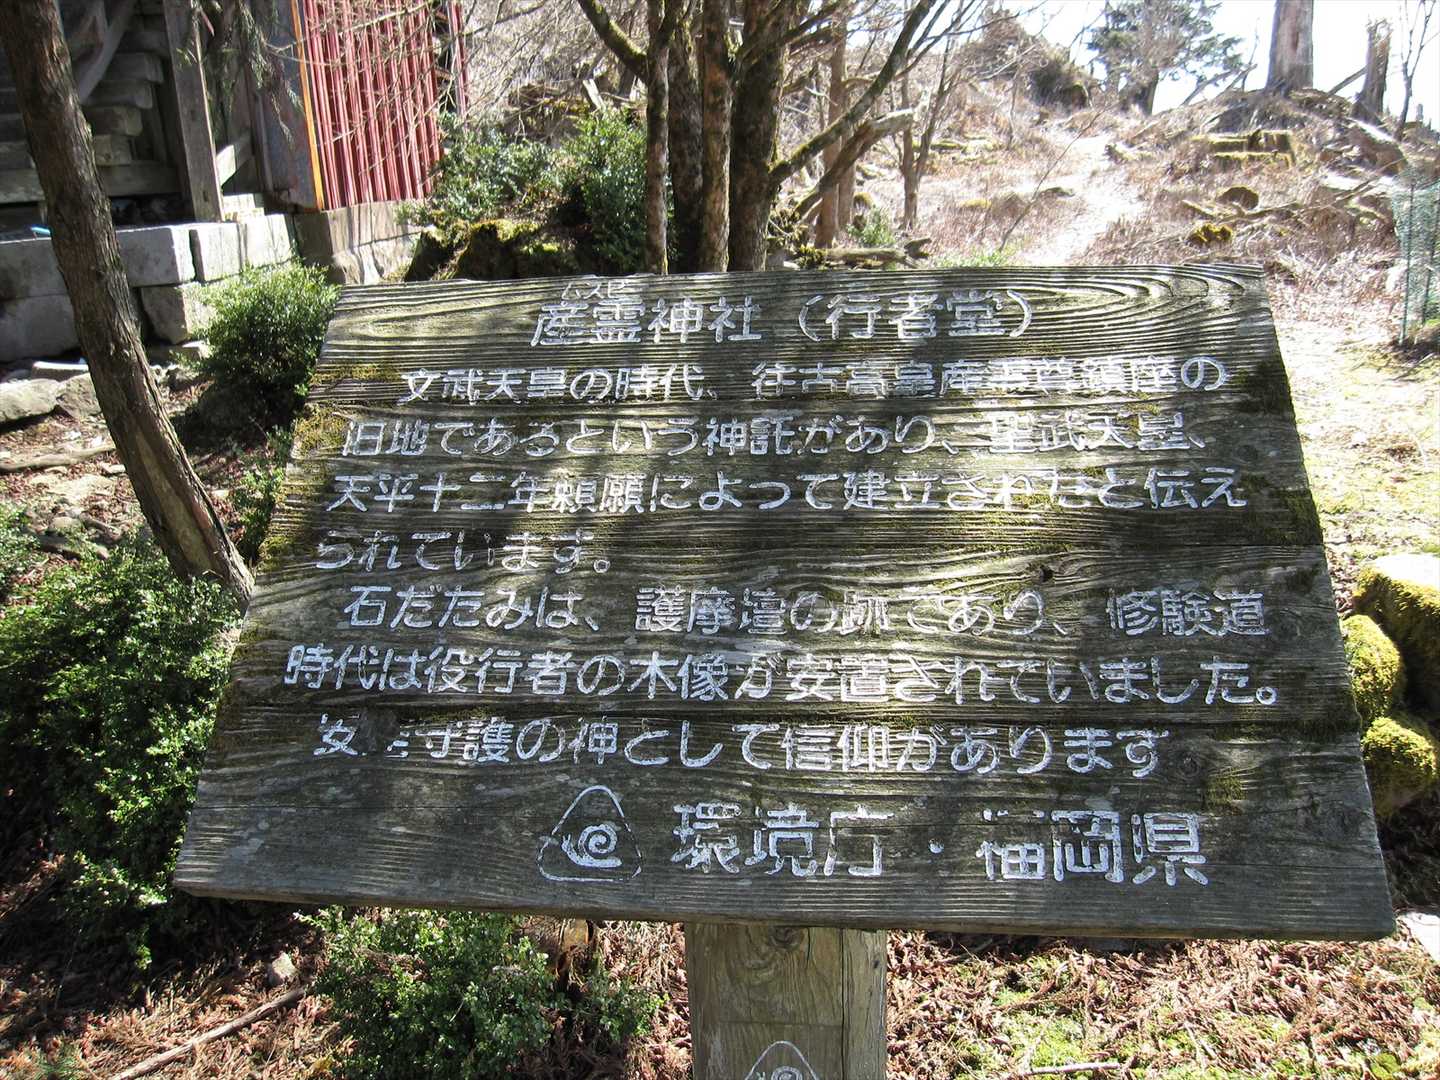 ムスビ
産霊神社（行者堂）
文武天皇の時代、往古高皇産霊尊鎮座の
旧地であるという神託があり、聖武天皇、
天平十二年頼願によって建立されたと伝え
られています。
石だたみは、護摩壇の跡であり、修験道
時代は役行者の木像が安置されていました。
安 守護の神として信仰があります
環境庁・福岡県